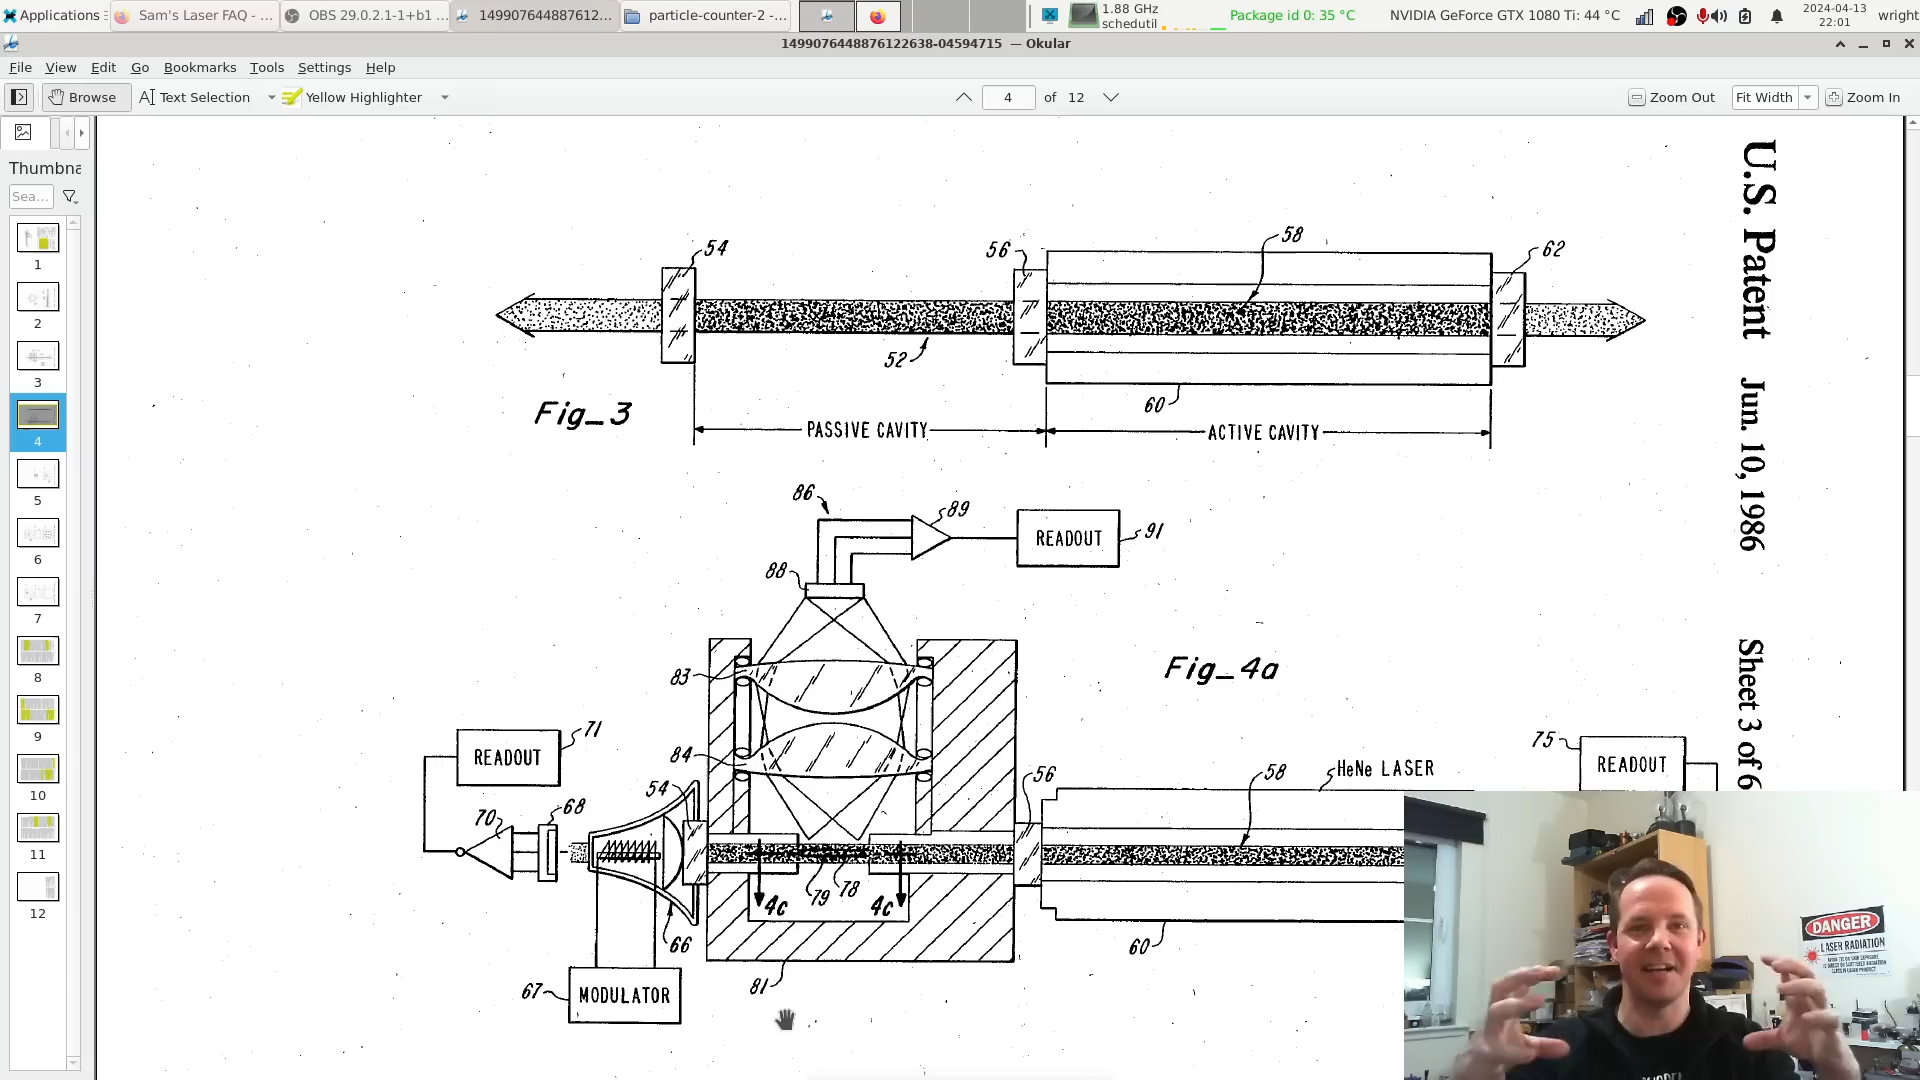 Applications
Sam's Laser FAQ - ...
OBS 29.0.2.1-1+b1 ...
149907644887612...
particle-counter-2 -...
1.88 GHz
schedutil
Package id 0: 35 °C
NVIDIA GeForce GTX 1080 Ti: 44 °C
2024-04-13
22:01
wright
1499076448876122638-04594715 — Okular
File View Edit Go Bookmarks Tools Settings Help
Browse
Text Selection
Yellow Highlighter
4 of 12
Zoom Out
Fit Width
Zoom In
Thumbna
Sea...
1
2
3
4
5
6
7
8
9
10
11
12
U.S. Patent Jun. 10, 1986 Sheet 3 of 6
54
56
58
62
52
60
Fig_3
PASSIVE CAVITY
ACTIVE CAVITY
86
89
READOUT
91
88
Fig_4a
83
84
READOUT
71
75
READOUT
HeNe LASER
58
56
54
68
70
79
78
4c
4c
66
60
67
MODULATOR
81
DANGER
LASER RADIATION